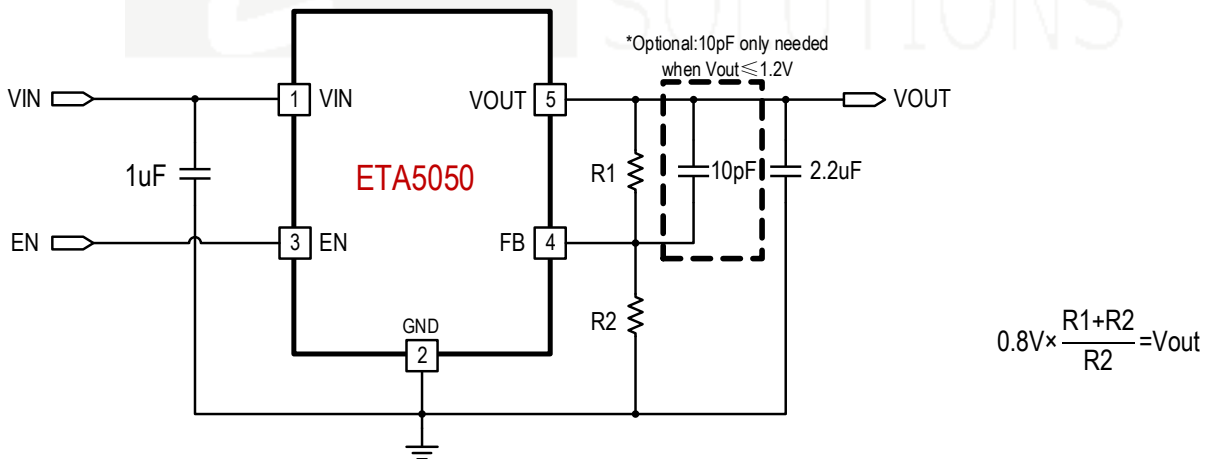 SOLUTIONS
*Optional:10pF only needed
when Vout≤1.2V
VIN
1
VIN
VOUT
5
VOUT
1uF
ETA5050
R1
10pF
2.2uF
EN
3
EN
FB
4
R2
GND
2
0.8V×
R1+R2
R2
=Vout